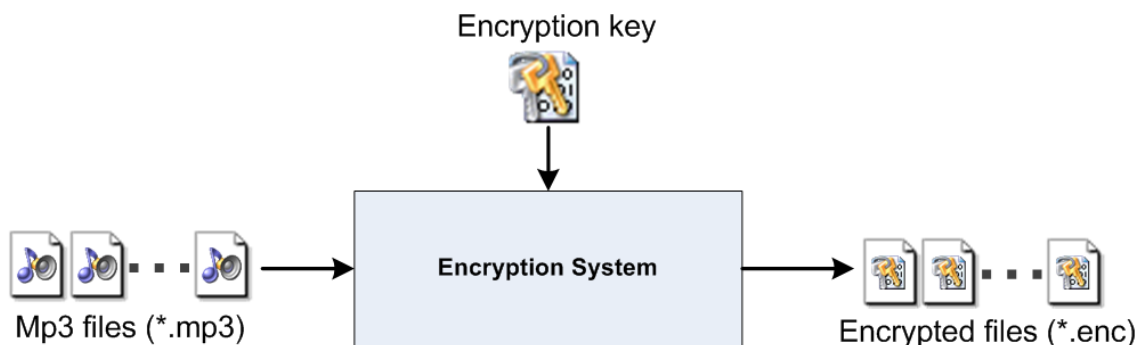 Encryption key
Encryption System
Mp3 files (*.mp3)
Encrypted files (*.enc)